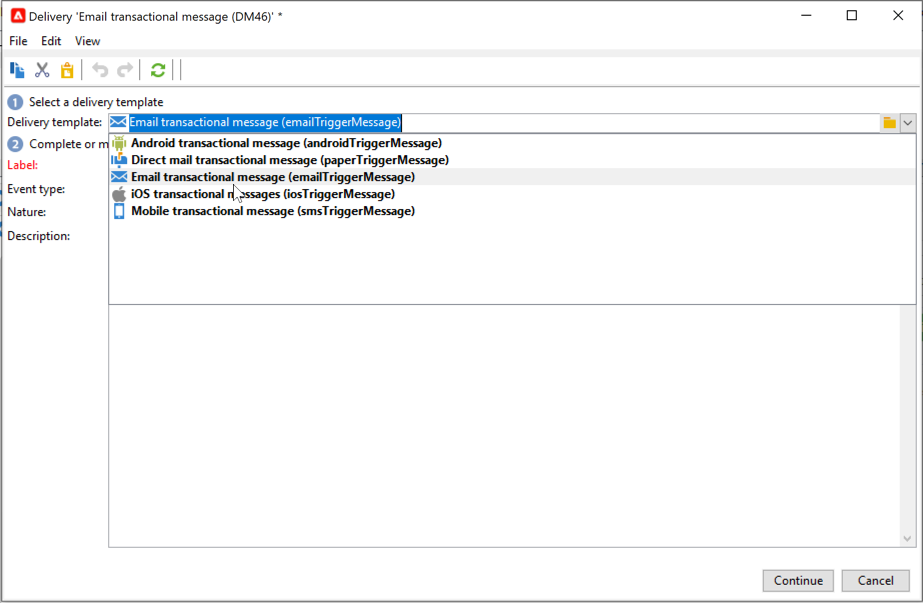 Delivery 'Email transactional message (DM46)' *
File Edit View
1 Select a delivery template
Delivery template: Email transactional message (emailTriggerMessage)
2 Complete or m
Android transactional message (androidTriggerMessage)
Direct mail transactional message (paperTriggerMessage)
Label:
Email transactional message (emailTriggerMessage)
Event type:
iOS transactional messages (iosTriggerMessage)
Nature:
Mobile transactional message (smsTriggerMessage)
Description:
Continue Cancel